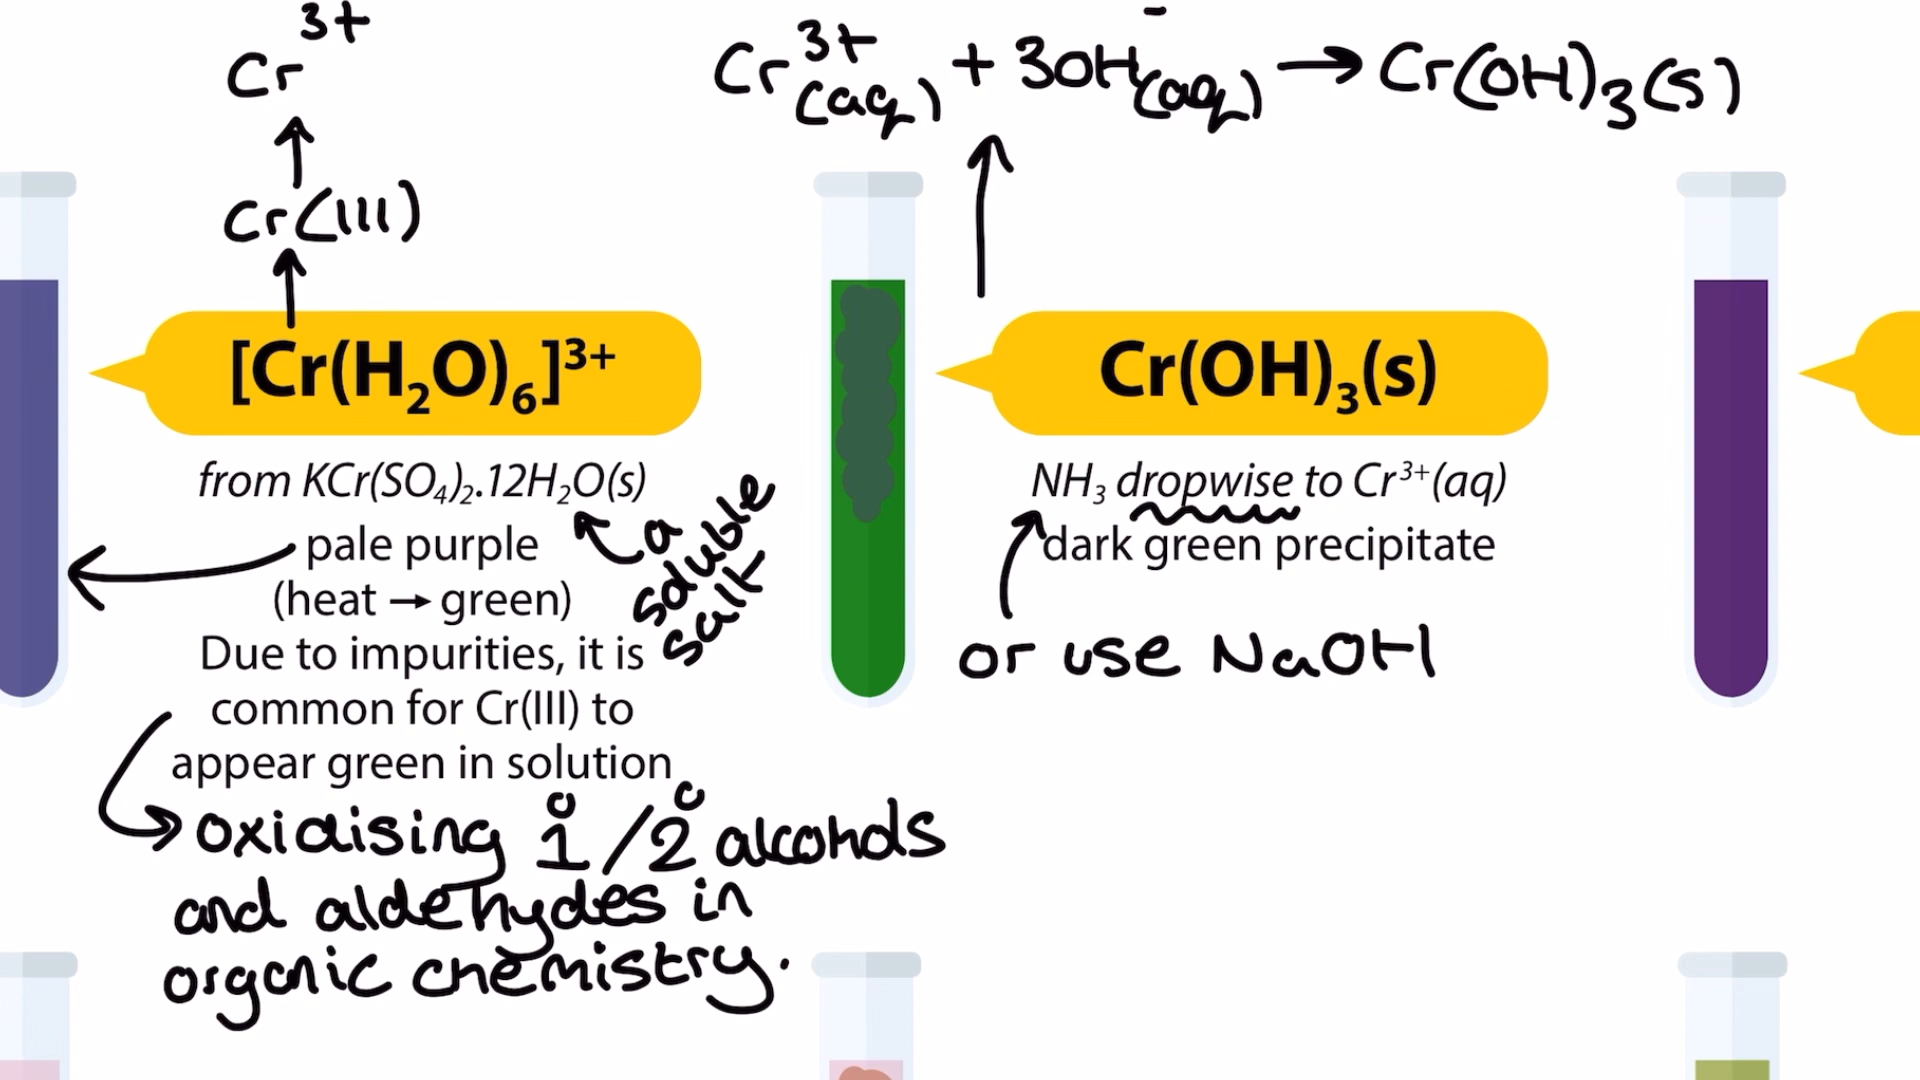 Cr³⁺
Cr(III)
[Cr(H₂O)₆]³⁺
from KCr(SO₄)₂.12H₂O(s)
pale purple
(heat → green)
Due to impurities, it is
common for Cr(III) to
appear green in solution
a
soluble
salt
oxidising 1°/2° alcohols
and aldehydes in
organic chemistry.
Cr³⁺(aq) + 3OH⁻(aq) → Cr(OH)₃(s)
Cr(OH)₃(s)
NH₃ dropwise to Cr³⁺(aq)
dark green precipitate
or use NaOH